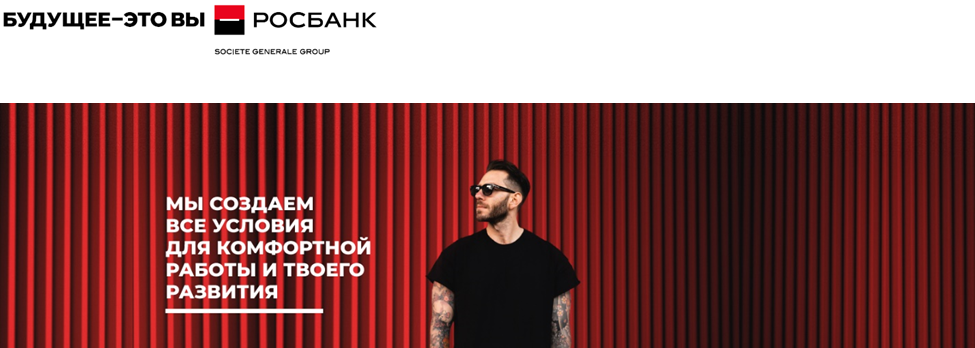 БУДУЩЕЕ–ЭТО ВЫ РОСБАНК
SOCIETE GENERALE GROUP
МЫ СОЗДАЕМ
ВСЕ УСЛОВИЯ
ДЛЯ КОМФОРТНОЙ
РАБОТЫ И ТВОЕГО
РАЗВИТИЯ